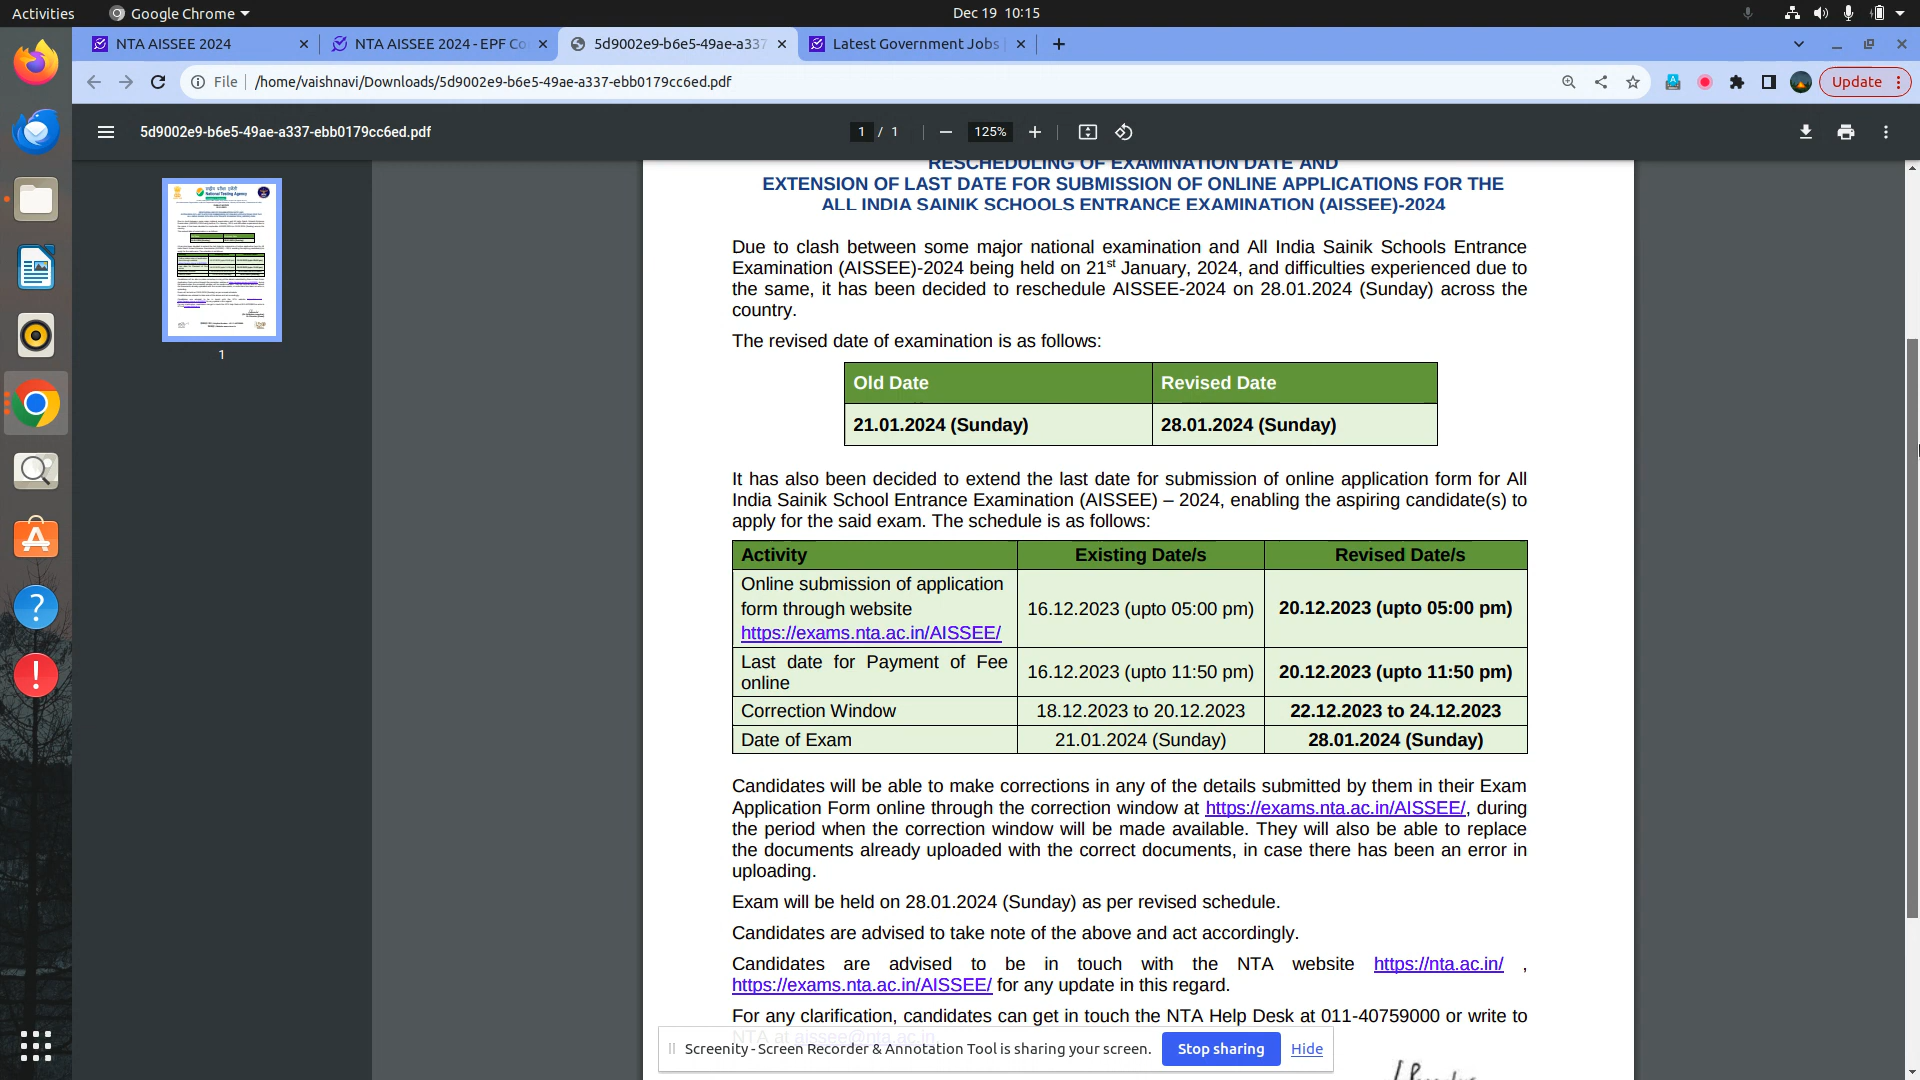 Activities
Google Chrome
Dec 19 10:15
NTA AISSEE 2024
NTA AISSEE 2024 - EPF Co
5d9002e9-b6e5-49ae-a337
Latest Government Jobs
File
/home/vaishnavi/Downloads/5d9002e9-b6e5-49ae-a337-ebb0179cc6ed.pdf
Update
5d9002e9-b6e5-49ae-a337-ebb0179cc6ed.pdf
1 / 1
125%
1
RESCHEDULING OF EXAMINATION DATE AND
EXTENSION OF LAST DATE FOR SUBMISSION OF ONLINE APPLICATIONS FOR THE
ALL INDIA SAINIK SCHOOLS ENTRANCE EXAMINATION (AISSEE)-2024
Due to clash between some major national examination and All India Sainik Schools Entrance
Examination (AISSEE)-2024 being held on 21st January, 2024, and difficulties experienced due to
the same, it has been decided to reschedule AISSEE-2024 on 28.01.2024 (Sunday) across the
country.
The revised date of examination is as follows:
Old Date Revised Date
21.01.2024 (Sunday) 28.01.2024 (Sunday)
It has also been decided to extend the last date for submission of online application form for All
India Sainik School Entrance Examination (AISSEE) – 2024, enabling the aspiring candidate(s) to
apply for the said exam. The schedule is as follows:
Activity Existing Date/s Revised Date/s
Online submission of application
form through website 16.12.2023 (upto 05:00 pm) 20.12.2023 (upto 05:00 pm)
https://exams.nta.ac.in/AISSEE/
Last date for Payment of Fee
online 16.12.2023 (upto 11:50 pm) 20.12.2023 (upto 11:50 pm)
Correction Window 18.12.2023 to 20.12.2023 22.12.2023 to 24.12.2023
Date of Exam 21.01.2024 (Sunday) 28.01.2024 (Sunday)
Candidates will be able to make corrections in any of the details submitted by them in their Exam
Application Form online through the correction window at https://exams.nta.ac.in/AISSEE/, during
the period when the correction window will be made available. They will also be able to replace
the documents already uploaded with the correct documents, in case there has been an error in
uploading.
Exam will be held on 28.01.2024 (Sunday) as per revised schedule.
Candidates are advised to take note of the above and act accordingly.
Candidates are advised to be in touch with the NTA website https://nta.ac.in/ ,
https://exams.nta.ac.in/AISSEE/ for any update in this regard.
For any clarification, candidates can get in touch the NTA Help Desk at 011-40759000 or write to
NTA at aissee@nta.ac.in
Screenity - Screen Recorder & Annotation Tool is sharing your screen.
Stop sharing
Hide